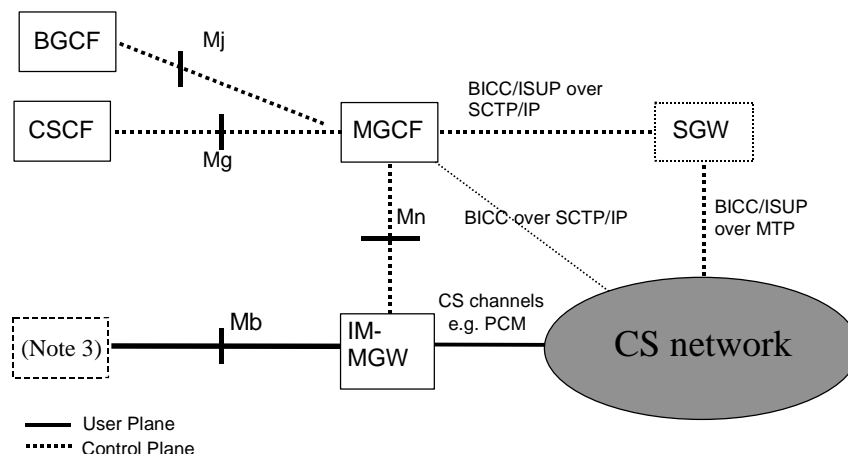 BGCF
Mj
BICC/ISUP over
SCTP/IP
CSCF
Mg
MGCF
SGW
Mn
BICC over SCTP/IP
BICC/ISUP
over MTP
(Note 3)
Mb
IM-
MGW
CS channels
e.g. PCM
CS network
User Plane
Control Plane